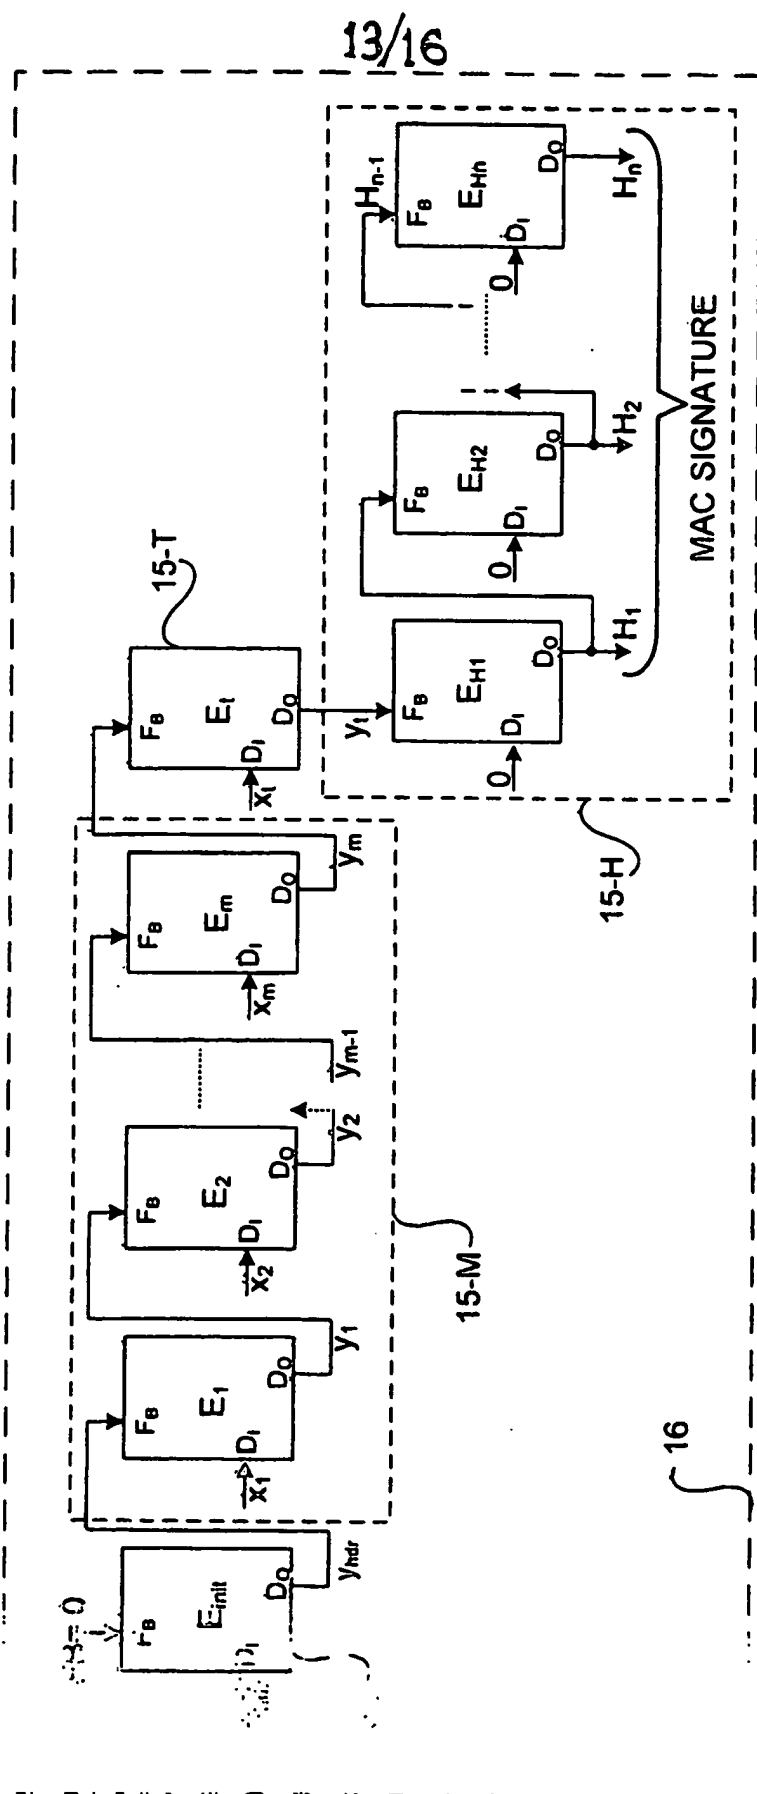 13/16
F_B
E_init
D_O
y_hdr
F_B
E_1
D_I
D_O
x_1
y_1
F_B
E_2
D_I
D_O
x_2
y_2
y_m-1
F_B
E_m
D_I
D_O
x_m
y_m
15-M
F_B
E_t
D_I
D_O
x_t
y_t
15-T
F_B
E_H1
D_I
D_O
0
H_1
F_B
E_H2
D_I
D_O
0
H_2
H_n-1
F_B
E_Hn
D_I
D_O
0
H_n
MAC SIGNATURE
15-H
16